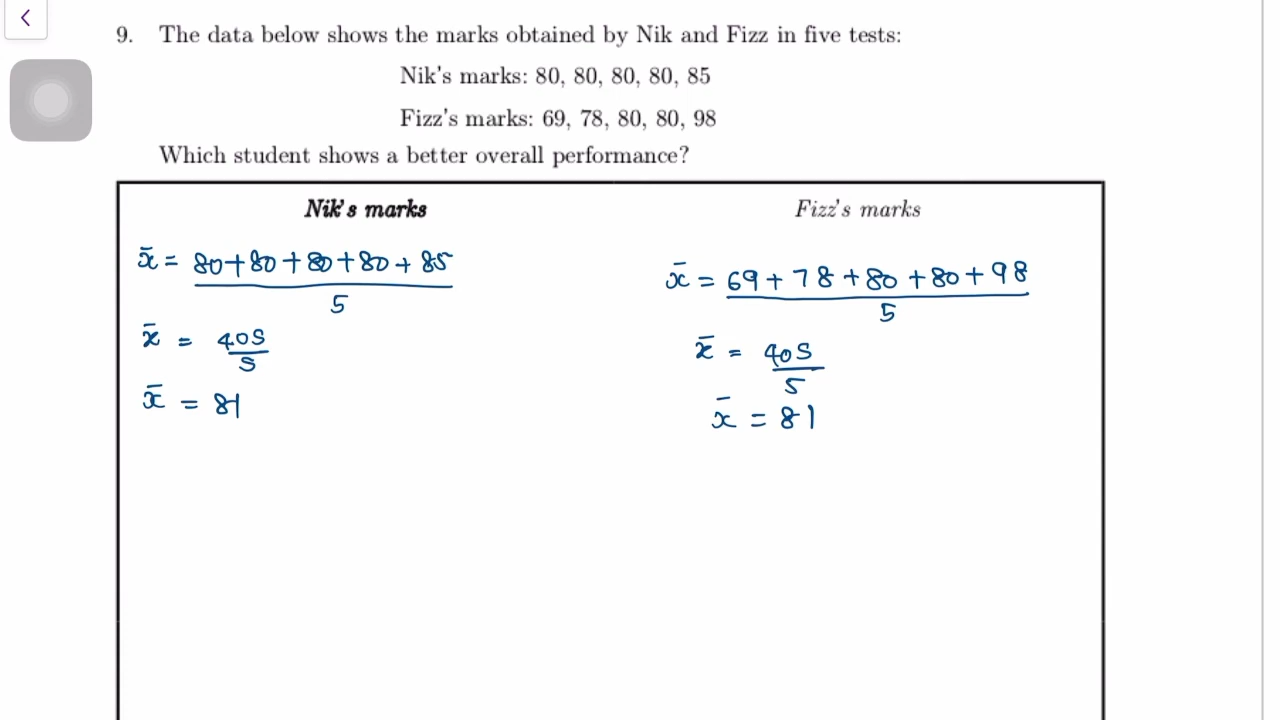 9. The data below shows the marks obtained by Nik and Fizz in five tests:
Nik's marks: 80, 80, 80, 80, 85
Fizz's marks: 69, 78, 80, 80, 98
Which student shows a better overall performance?
Nik's marks
x̄ = 80+80+80+80+85
5
x̄ = 405
5
x̄ = 81
Fizz's marks
x̄ = 69+78+80+80+98
5
x̄ = 405
5
x̄ = 81